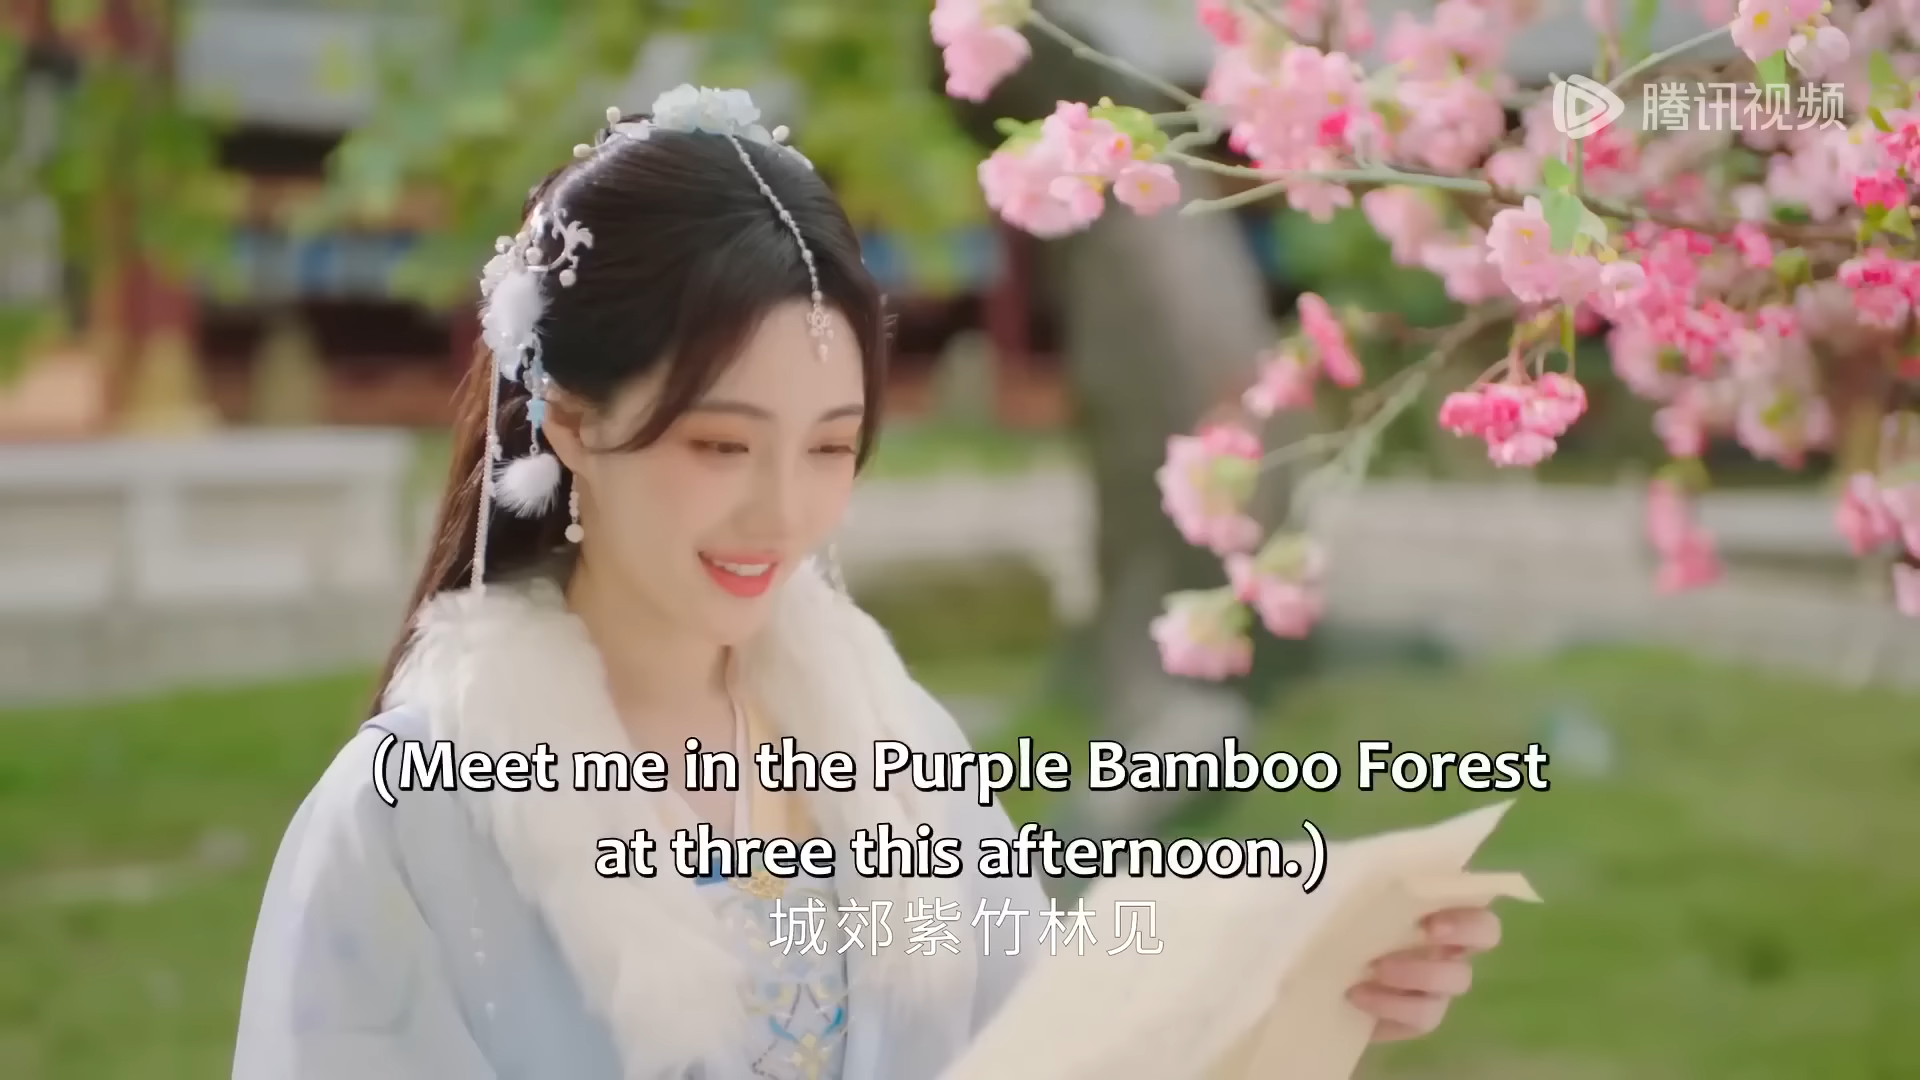 腾讯视频
(Meet me in the Purple Bamboo Forest
at three this afternoon.)
城郊紫竹林见